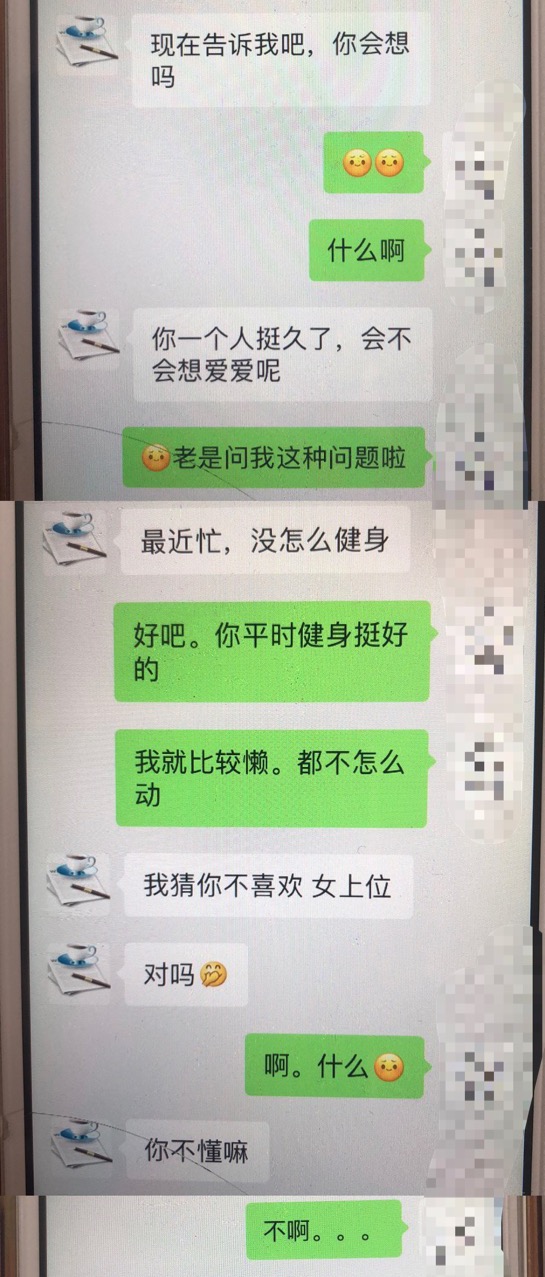 现在告诉我吧，你会想
吗
什么啊
你一个人挺久了，会不
会想爱爱呢
老是问我这种问题啦
最近忙，没怎么健身
好吧。你平时健身挺好
的
我就比较懒。都不怎么
动
我猜你不喜欢 女上位
对吗
啊。什么
你不懂嘛
不啊。。。